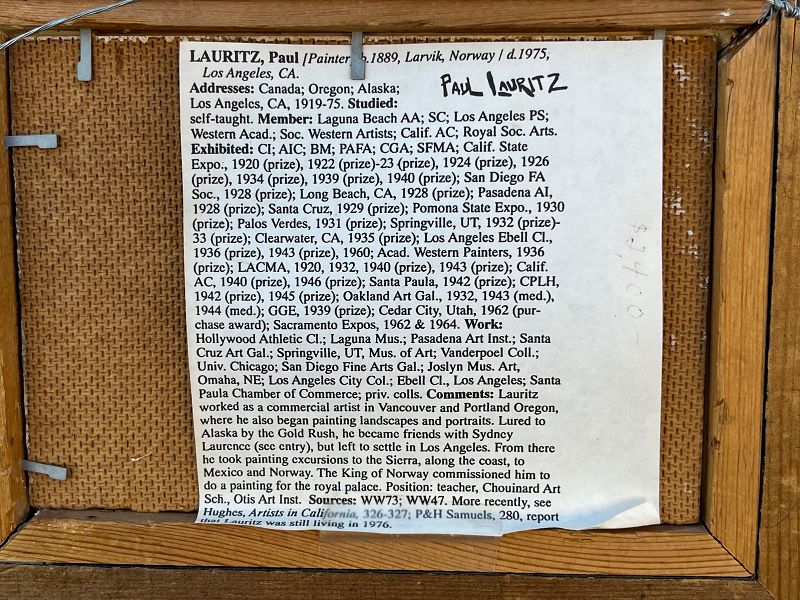 LAURITZ, Paul [Painter] b.1889, Larvik, Norway / d.1975,
Los Angeles, CA.
PAUL LAURITZ
Addresses: Canada; Oregon; Alaska;
Los Angeles, CA, 1919-75. Studied:
self-taught. Member: Laguna Beach AA; SC; Los Angeles PS;
Western Acad.; Soc. Western Artists; Calif. AC; Royal Soc. Arts.
Exhibited: CI; AIC; BM; PAFA; CGA; SFMA; Calif. State
Expo., 1920 (prize), 1922 (prize)-23 (prize), 1924 (prize), 1926
(prize), 1934 (prize), 1939 (prize), 1940 (prize); San Diego FA
Soc., 1928 (prize); Long Beach, CA, 1928 (prize); Pasadena AI,
1928 (prize); Santa Cruz, 1929 (prize); Pomona State Expo., 1930
(prize); Palos Verdes, 1931 (prize); Springville, UT, 1932 (prize)-
33 (prize); Clearwater, CA, 1935 (prize); Los Angeles Ebell Cl.,
1936 (prize), 1943 (prize), 1960; Acad. Western Painters, 1936
(prize); LACMA, 1920, 1932, 1940 (prize), 1943 (prize); Calif.
AC, 1940 (prize), 1946 (prize); Santa Paula, 1942 (prize); CPLH,
1942 (prize), 1945 (prize); Oakland Art Gal., 1932, 1943 (med.),
1944 (med.); GGE, 1939 (prize); Cedar City, Utah, 1962 (pur-
chase award); Sacramento Expos, 1962 & 1964. Work:
Hollywood Athletic Cl.; Laguna Mus.; Pasadena Art Inst.; Santa
Cruz Art Gal.; Springville, UT, Mus. of Art; Vanderpoel Coll.;
Univ. Chicago; San Diego Fine Arts Gal.; Joslyn Mus. Art,
Omaha, NE; Los Angeles City Col.; Ebell Cl., Los Angeles; Santa
Paula Chamber of Commerce; priv. colls. Comments: Lauritz
worked as a commercial artist in Vancouver and Portland Oregon,
where he also began painting landscapes and portraits. Lured to
Alaska by the Gold Rush, he became friends with Sydney
Laurence (see entry), but left to settle in Los Angeles. From there
he took painting excursions to the Sierra, along the coast, to
Mexico and Norway. The King of Norway commissioned him to
do a painting for the royal palace. Position: teacher, Chouinard Art
Sch., Otis Art Inst. Sources: WW73; WW47. More recently, see
Hughes, Artists in California, 326-327; P&H Samuels, 280, report
that Lauritz was still living in 1976.